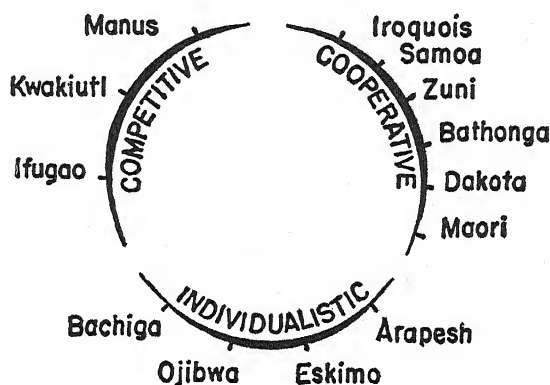 Manus
Kwakiutl
Ifugao
COMPETITIVE
Iroquois
Samoa
Zuni
Bathonga
Dakota
Maori
COOPERATIVE
Bachiga
Ojibwa
Eskimo
Arapesh
INDIVIDUALISTIC